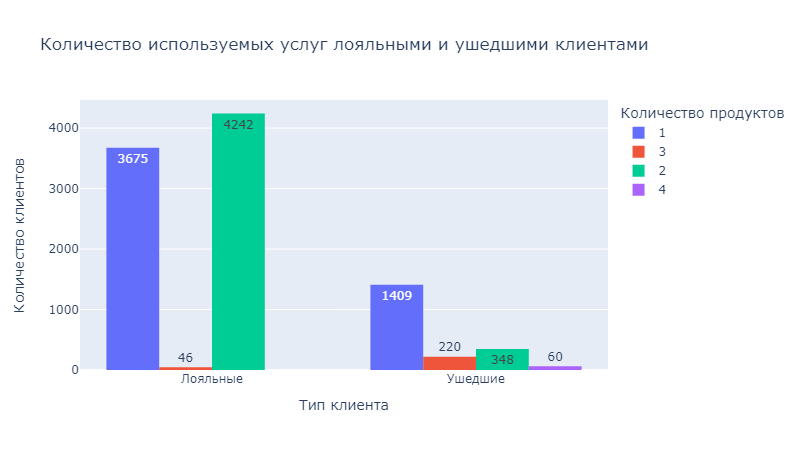 Количество используемых услуг лояльными и ушедшими клиентами
Количество клиентов
4000
3000
2000
1000
0
3675
46
4242
1409
220
348
60
Лояльные
Ушедшие
Тип клиента
Количество продуктов
1
3
2
4